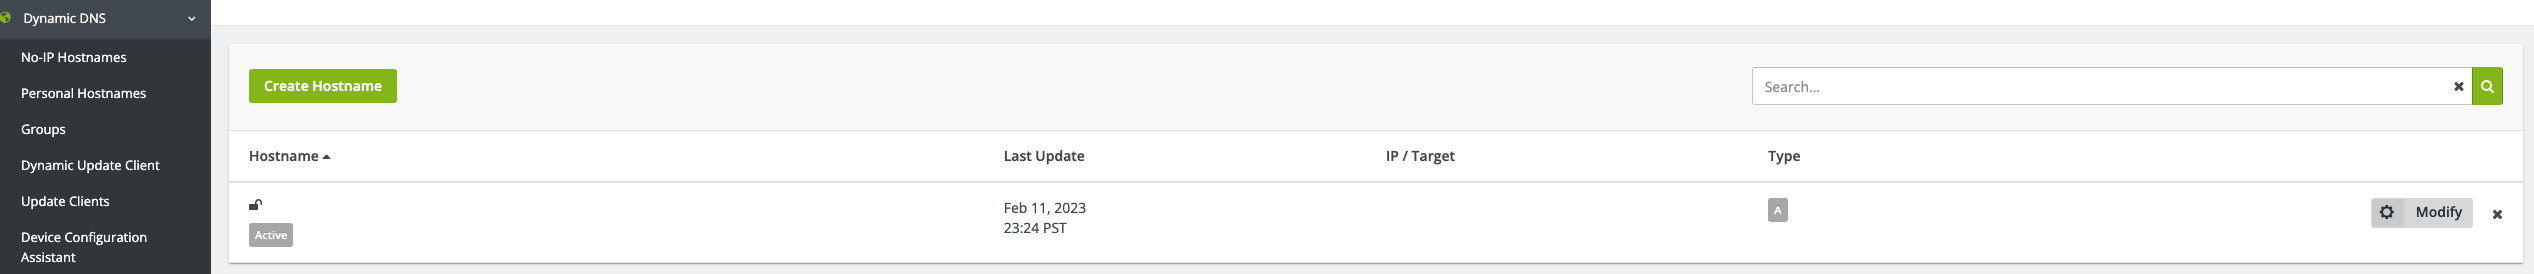 Dynamic DNS
No-IP Hostnames
Personal Hostnames
Groups
Dynamic Update Client
Update Clients
Device Configuration
Assistant
Create Hostname
Search...
Hostname
Last Update
IP / Target
Type
Active
Feb 11, 2023
23:24 PST
A
Modify